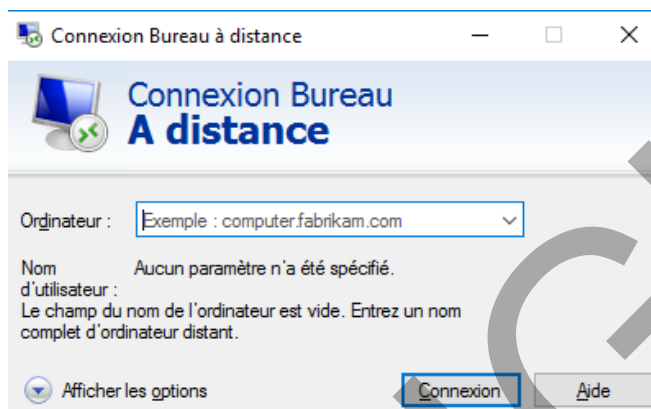 Connexion Bureau à distance
Connexion Bureau
A distance
Ordinateur :
Exemple : computer.fabrikam.com
Nom d'utilisateur :
Aucun paramètre n'a été spécifié.
Le champ du nom de l'ordinateur est vide. Entrez un nom
complet d'ordinateur distant.
Afficher les options
Connexion
Aide